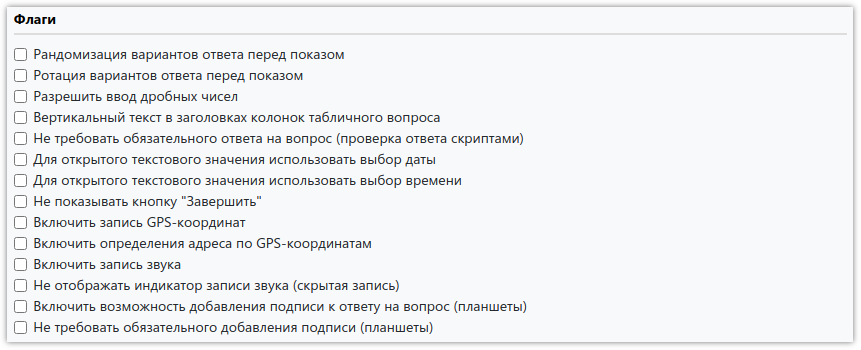 Флаги
Рандомизация вариантов ответа перед показом
Ротация вариантов ответа перед показом
Разрешить ввод дробных чисел
Вертикальный текст в заголовках колонок табличного вопроса
Не требовать обязательного ответа на вопрос (проверка ответа скриптами)
Для открытого текстового значения использовать выбор даты
Для открытого текстового значения использовать выбор времени
Не показывать кнопку "Завершить"
Включить запись GPS-координат
Включить определения адреса по GPS-координатам
Включить запись звука
Не отображать индикатор записи звука (скрытая запись)
Включить возможность добавления подписи к ответу на вопрос (планшеты)
Не требовать обязательного добавления подписи (планшеты)